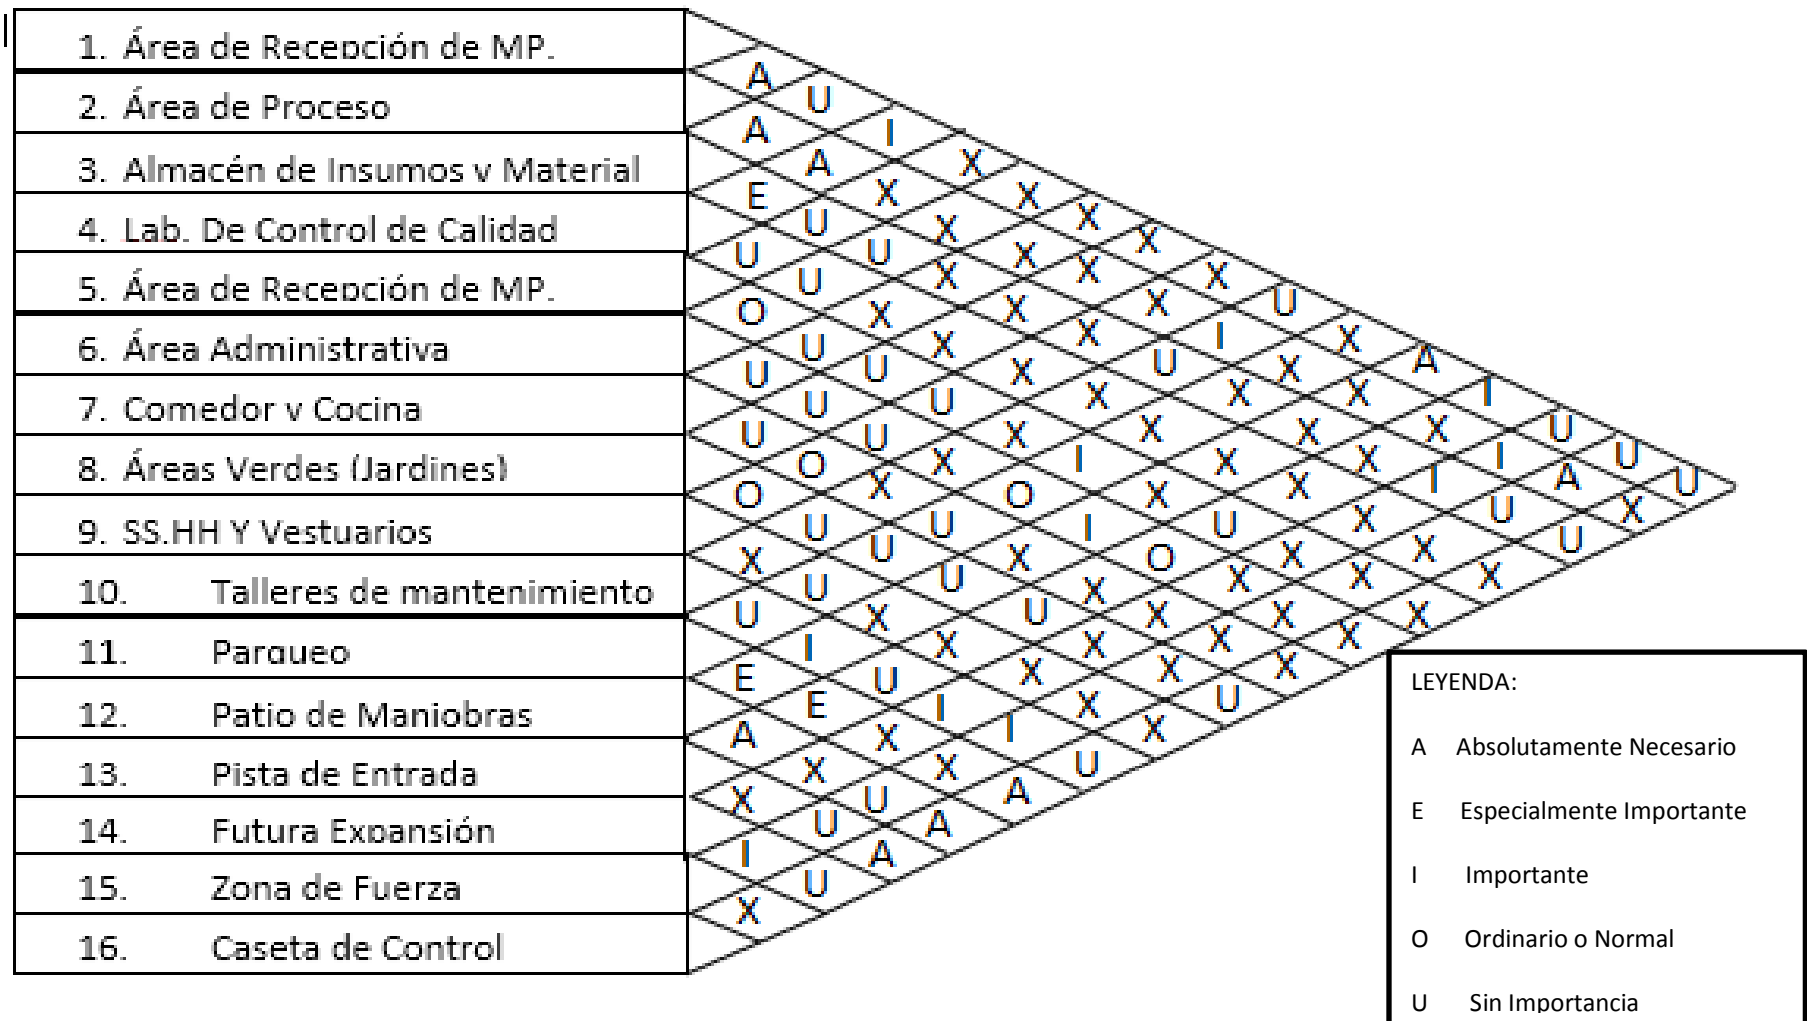 1. Área de Recepción de MP.
2. Área de Proceso
3. Almacén de Insumos y Material
4. Lab. De Control de Calidad
5. Área de Recepción de MP.
6. Área Administrativa
7. Comedor y Cocina
8. Áreas Verdes (Jardines)
9. SS.HH Y Vestuarios
10. Talleres de mantenimiento
11. Parqueo
12. Patio de Maniobras
13. Pista de Entrada
14. Futura Expansión
15. Zona de Fuerza
16. Caseta de Control
A U I X X X X X U X A I U U U
A A X X X X X I X X X I A X
E U U X X X U X X X I U U
U U X X X X X X X X X X
O U U U X I X U X X X
U U U X O I O X X X
U O X U X X X X X
O U U U U X X U
X U X X X X X
U I U I I U
E E X X A
A X U A
X U A
I U
X
LEYENDA:
A Absolutamente Necesario
E Especialmente Importante
I Importante
O Ordinario o Normal
U Sin Importancia